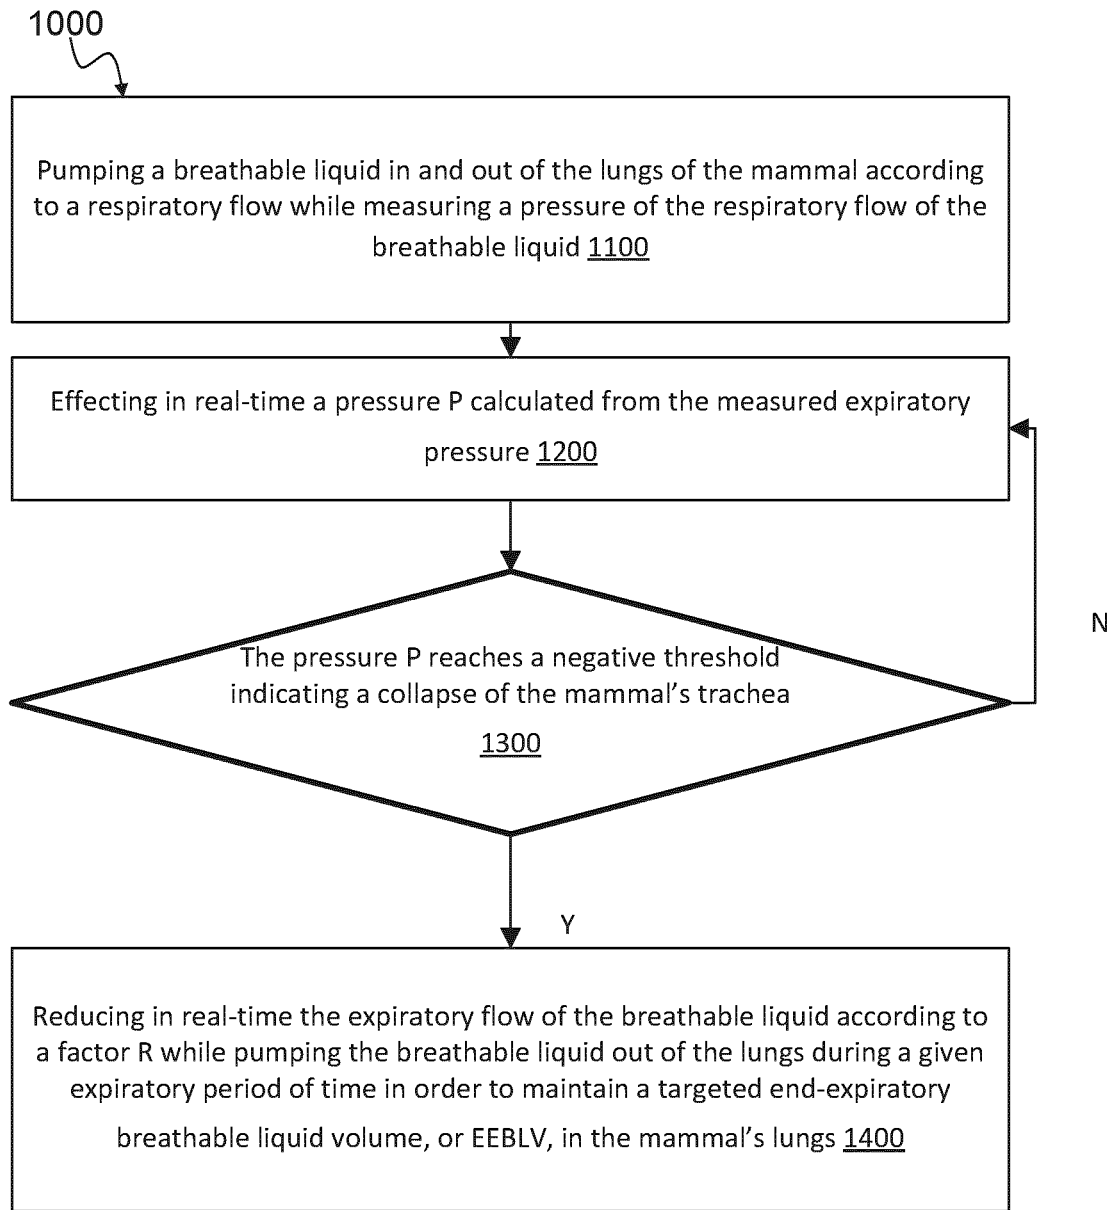 1000
Pumping a breathable liquid in and out of the lungs of the mammal according
to a respiratory flow while measuring a pressure of the respiratory flow of the
breathable liquid 1100
Effecting in real-time a pressure P calculated from the measured expiratory
pressure 1200
N
The pressure P reaches a negative threshold
indicating a collapse of the mammal's trachea
1300
Y
Reducing in real-time the expiratory flow of the breathable liquid according to
a factor R while pumping the breathable liquid out of the lungs during a given
expiratory period of time in order to maintain a targeted end-expiratory
breathable liquid volume, or EEBLV, in the mammal's lungs 1400